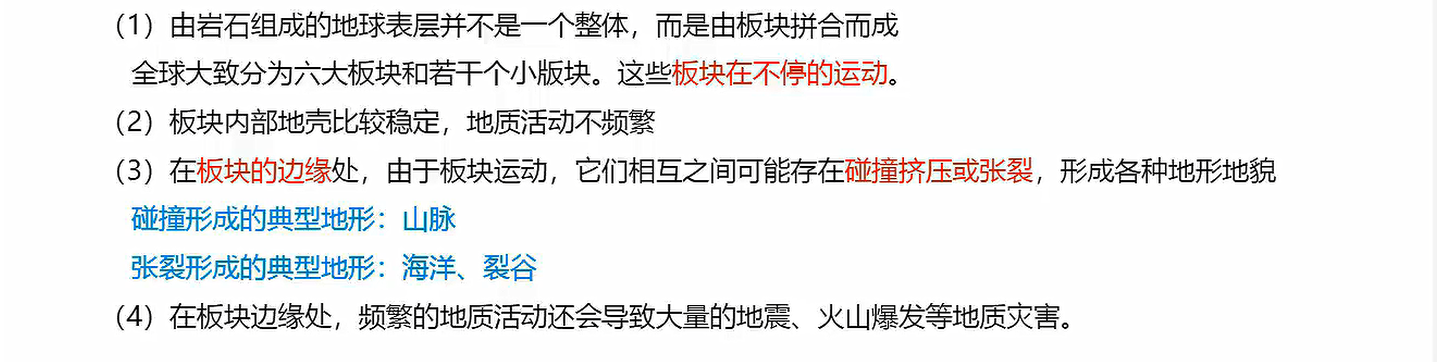 （1）由岩石组成的地球表层并不是一个整体，而是由板块拼合而成
全球大致分为六大板块和若干个小版块。这些板块在不停的运动。
（2）板块内部地壳比较稳定，地质活动不频繁
（3）在板块的边缘处，由于板块运动，它们相互之间可能存在碰撞挤压或张裂，形成各种地形地貌
碰撞形成的典型地形：山脉
张裂形成的典型地形：海洋、裂谷
（4）在板块边缘处，频繁的地质活动还会导致大量的地震、火山爆发等地质灾害。